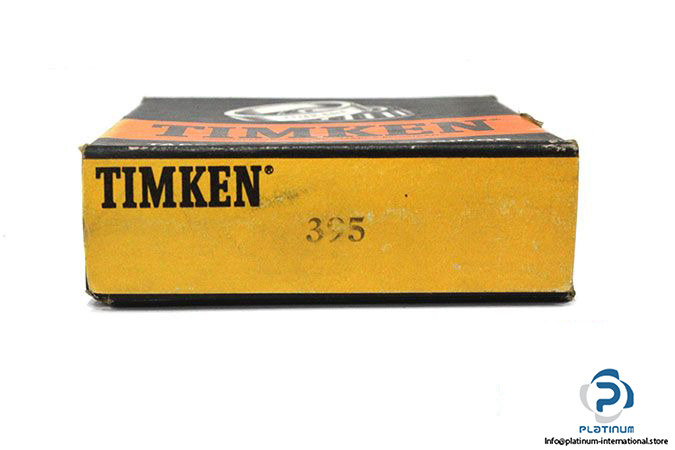 TIMKEN
TIMKEN®
395
PLATINUM
Info@platinum-international.store